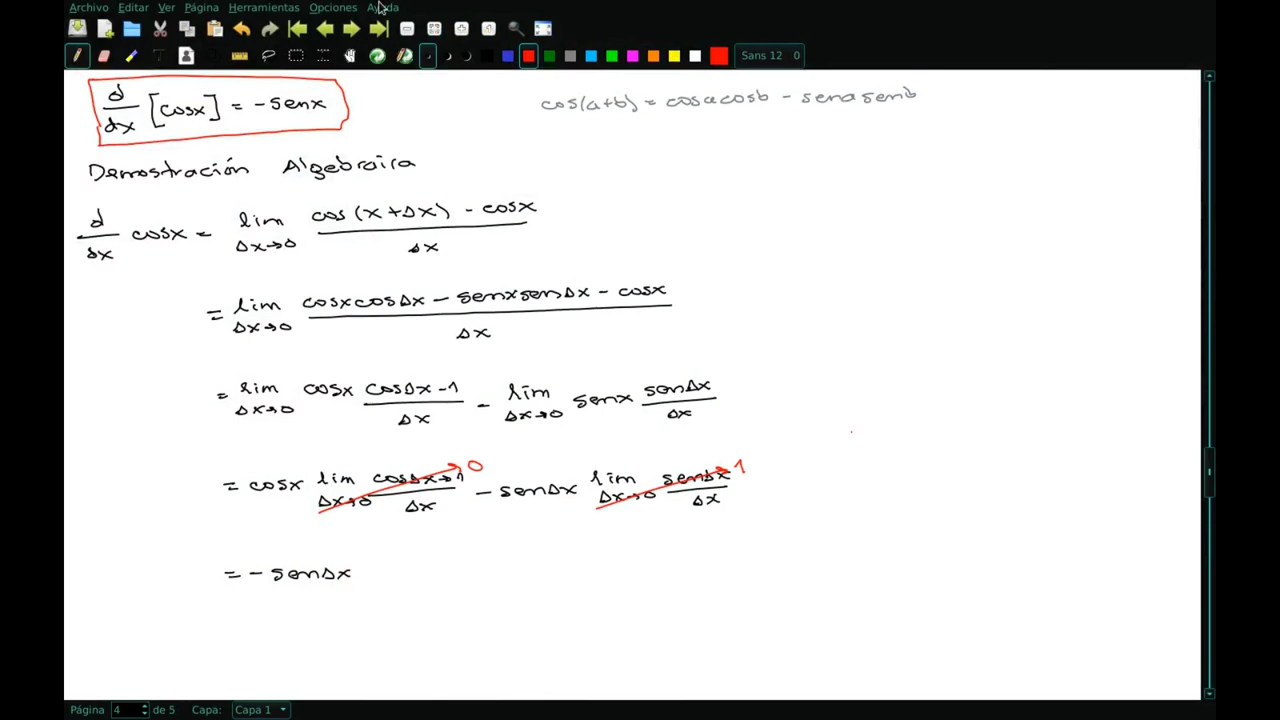 Archivo Editar Ver Página Herramientas Opciones Ayuda
Sans 12 0
d/dx [cosx] = -senx
cos(a+b) = cosacosb - senasenb
Demostración Algebraira
d/dx cosx = lim Δx→0 cos(x+Δx) - cosx / Δx
= lim Δx→0 cosxcosΔx - senxsenΔx - cosx / Δx
= lim Δx→0 cosx cosΔx-1 / Δx - lim Δx→0 senx senΔx / Δx
= cosx lim Δx→0 cosΔx-1 / Δx 0 - senΔx lim Δx→0 senΔx / Δx 1
= - senΔx
Página 4 de 5 Capa: Capa 1